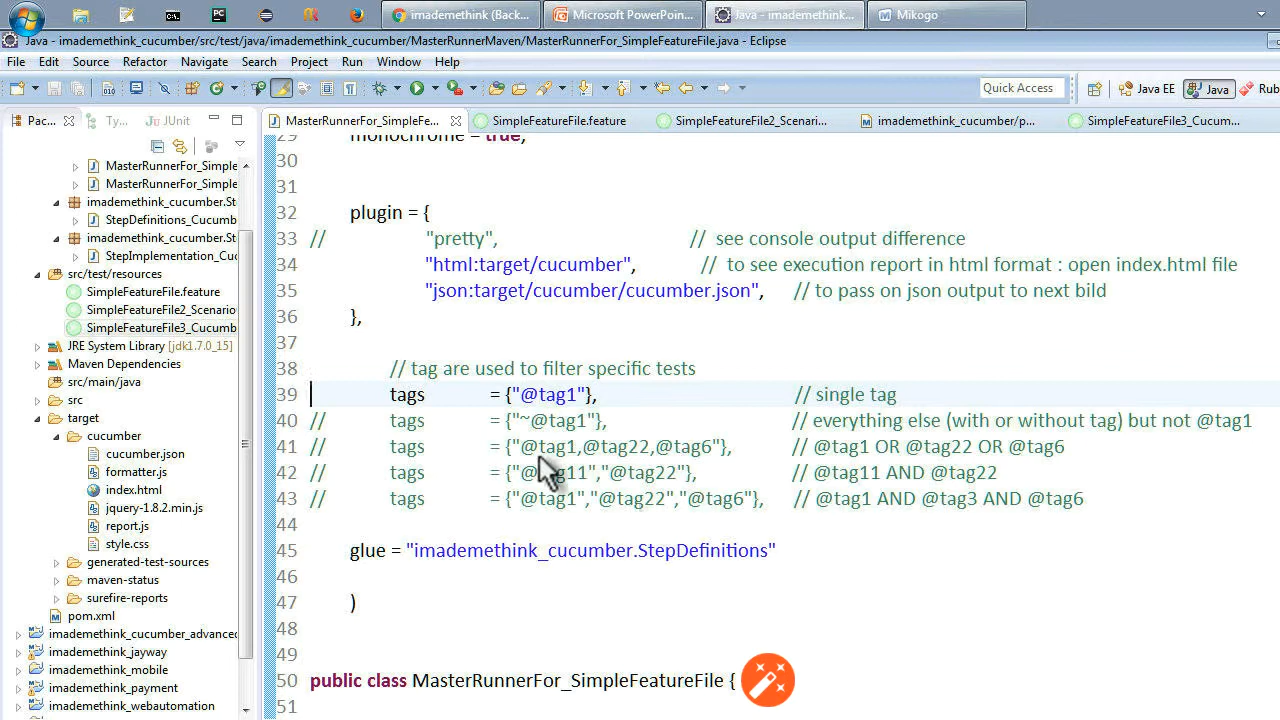 imademethink (Back...
Microsoft PowerPoin...
Java - imademethink...
Mikogo
Java - imademethink_cucumber/src/test/java/imademethink_cucumber/MasterRunnerMaven/MasterRunnerFor_SimpleFeatureFile.java - Eclipse
File Edit Source Refactor Navigate Search Project Run Window Help
Quick Access
Java EE
Java
Rub
Pac...
Ty...
JUnit
MasterRunnerFor_SimpleFe...
SimpleFeatureFile.feature
SimpleFeatureFile2_Scenari...
imademethink_cucumber/p...
SimpleFeatureFile3_Cucum...
MasterRunnerFor_Simple
MasterRunnerFor_Simple
imademethink_cucumber.St
StepDefinitions_Cucumb
imademethink_cucumber.St
StepImplementation_Cuc
src/test/resources
SimpleFeatureFile.feature
SimpleFeatureFile2_Scenario
SimpleFeatureFile3_Cucumb
JRE System Library [jdk1.7.0_15]
Maven Dependencies
src/main/java
src
target
cucumber
cucumber.json
formatter.js
index.html
jquery-1.8.2.min.js
report.js
style.css
generated-test-sources
maven-status
surefire-reports
pom.xml
imademethink_cucumber_advanced
imademethink_jayway
imademethink_mobile
imademethink_payment
imademethink_webautomation
29 monochrome = true,
30
31
32 plugin = {
33 // "pretty", // see console output difference
34 "html:target/cucumber", // to see execution report in html format : open index.html file
35 "json:target/cucumber/cucumber.json", // to pass on json output to next bild
36 },
37
38 // tag are used to filter specific tests
39 tags = {"@tag1"}, // single tag
40 // tags = {"~@tag1"}, // everything else (with or without tag) but not @tag1
41 // tags = {"@tag1,@tag22,@tag6"}, // @tag1 OR @tag22 OR @tag6
42 // tags = {"@tag11","@tag22"}, // @tag11 AND @tag22
43 // tags = {"@tag1","@tag22","@tag6"}, // @tag1 AND @tag3 AND @tag6
44
45 glue = "imademethink_cucumber.StepDefinitions"
46
47 )
48
49
50 public class MasterRunnerFor_SimpleFeatureFile {
51